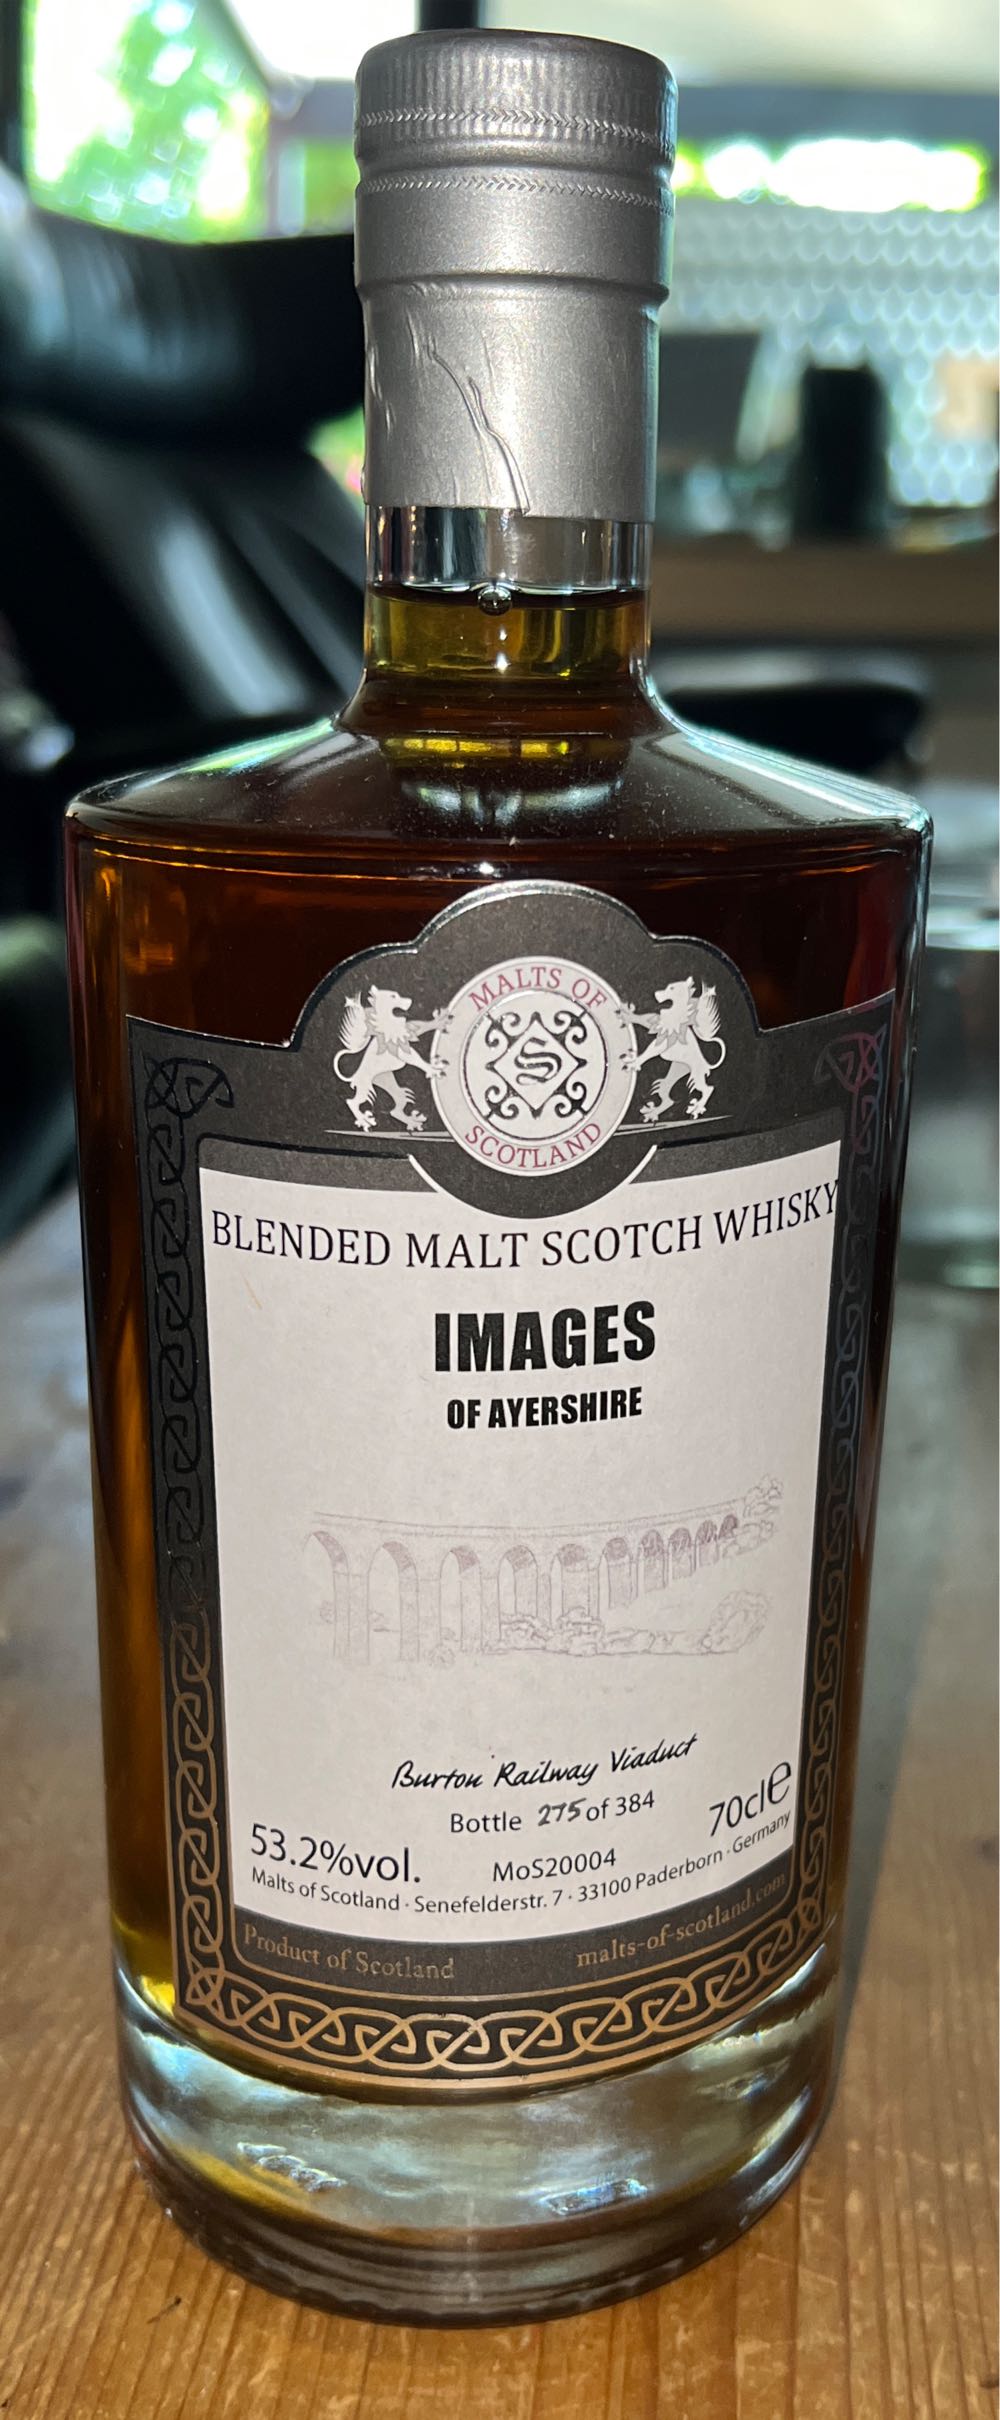 MALTS OF
S
SCOTLAND
BLENDED MALT SCOTCH WHISKY
IMAGES
OF AYERSHIRE
Burton Railway Viaduct
Bottle 275 of 384
53.2%vol.
70cl℮
MoS20004
Malts of Scotland · Senefelderstr. 7 · 33100 Paderborn · Germany
Product of Scotland
malts-of-scotland.com